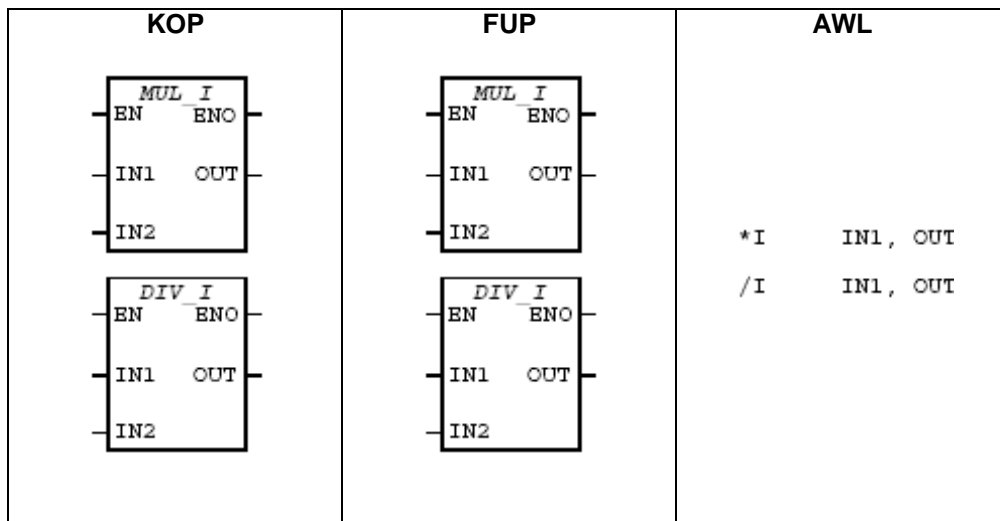 KOP
MUL_I
EN ENO
IN1 OUT
IN2
DIV_I
EN ENO
IN1 OUT
IN2
FUP
MUL_I
EN ENO
IN1 OUT
IN2
DIV_I
EN ENO
IN1 OUT
IN2
AWL
*I IN1, OUT
/I IN1, OUT